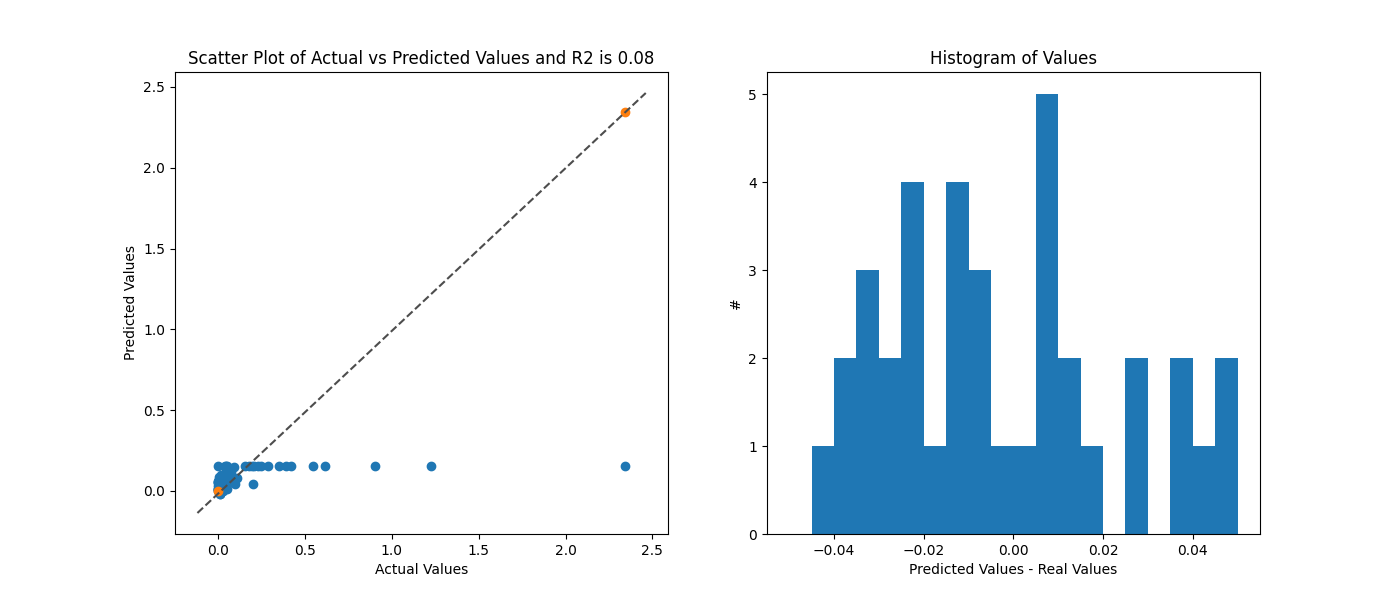 Scatter Plot of Actual vs Predicted Values and R2 is 0.08
2.5
2.0
1.5
1.0
0.5
0.0
Predicted Values
0.0 0.5 1.0 1.5 2.0 2.5
Actual Values
Histogram of Values
5
4
3
2
1
0
#
−0.04 −0.02 0.00 0.02 0.04
Predicted Values - Real Values